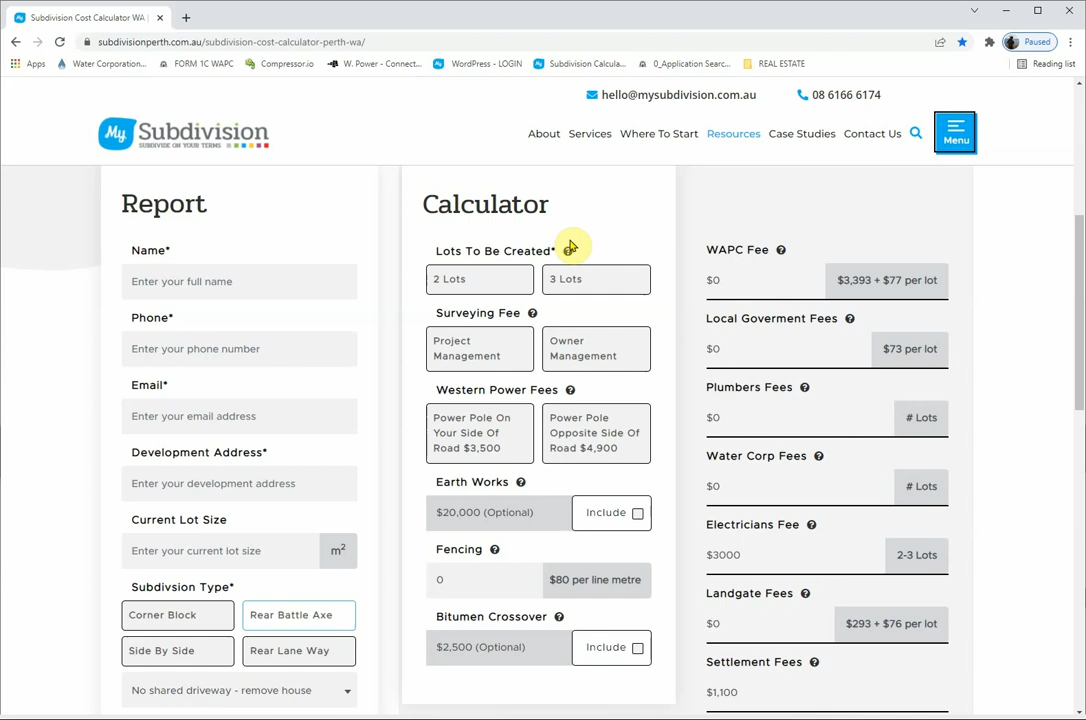 Subdivision Cost Calculator WA |
subdivisionperth.com.au/subdivision-cost-calculator-perth-wa/
Paused
Apps
Water Corporation...
FORM 1C WAPC
Compressor.io
W. Power - Connect...
WordPress - LOGIN
Subdivision Calcula...
0_Application Searc...
REAL ESTATE
Reading list
hello@mysubdivision.com.au
08 6166 6174
My Subdivision
SUBDIVIDE ON YOUR TERMS
About
Services
Where To Start
Resources
Case Studies
Contact Us
Menu
Report
Name*
Enter your full name
Phone*
Enter your phone number
Email*
Enter your email address
Development Address*
Enter your development address
Current Lot Size
Enter your current lot size
m²
Subdivsion Type*
Corner Block
Rear Battle Axe
Side By Side
Rear Lane Way
No shared driveway - remove house
Calculator
Lots To Be Created*
2 Lots
3 Lots
Surveying Fee
Project
Management
Owner
Management
Western Power Fees
Power Pole On
Your Side Of
Road $3,500
Power Pole
Opposite Side Of
Road $4,900
Earth Works
$20,000 (Optional)
Include
Fencing
0
$80 per line metre
Bitumen Crossover
$2,500 (Optional)
Include
WAPC Fee
$0
$3,393 + $77 per lot
Local Goverment Fees
$0
$73 per lot
Plumbers Fees
$0
# Lots
Water Corp Fees
$0
# Lots
Electricians Fee
$3000
2-3 Lots
Landgate Fees
$0
$293 + $76 per lot
Settlement Fees
$1,100